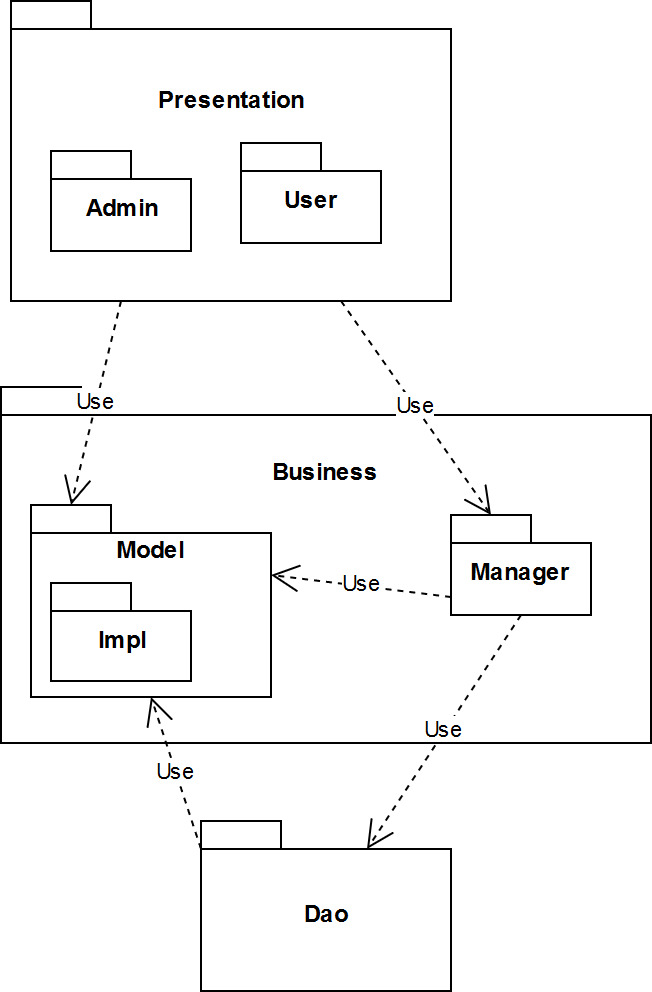 Presentation
Admin
User
Use
Use
Business
Model
Manager
Use
Impl
Use
Use
Dao